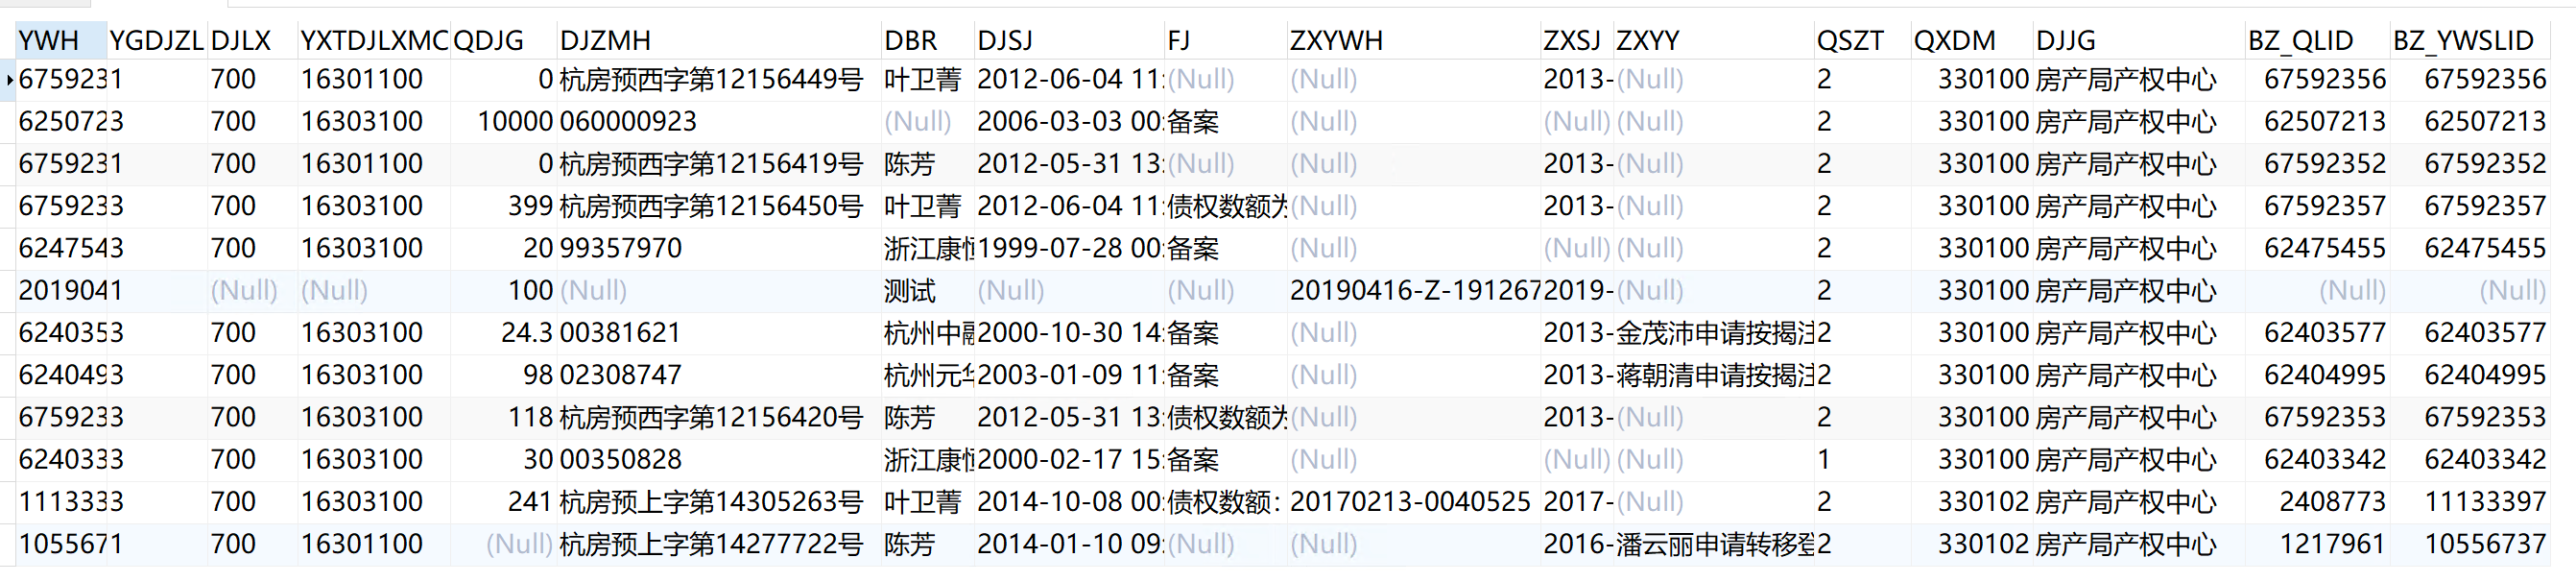 YWH YGDJZL DJLX YXTDJLXMC QDJG DJZMH DBR DJSJ FJ ZXYWH ZXSJ ZXYY QSZT QXDM DJJG BZ_QLID BZ_YWSLID
6759231 700 16301100 0 杭房预西字第12156449号 叶卫菁 2012-06-04 11: (Null) (Null) 2013- (Null) 2 330100 房产局产权中心 67592356 67592356
6250723 700 16303100 10000 060000923 (Null) 2006-03-03 00: 备案 (Null) (Null) (Null) 2 330100 房产局产权中心 62507213 62507213
6759231 700 16301100 0 杭房预西字第12156419号 陈芳 2012-05-31 13: (Null) (Null) 2013- (Null) 2 330100 房产局产权中心 67592352 67592352
6759233 700 16303100 399 杭房预西字第12156450号 叶卫菁 2012-06-04 11: 债权数额为 (Null) 2013- (Null) 2 330100 房产局产权中心 67592357 67592357
6247543 700 16303100 20 99357970 浙江康恒 1999-07-28 00: 备案 (Null) (Null) (Null) 2 330100 房产局产权中心 62475455 62475455
2019041 (Null) (Null) 100 (Null) 测试 (Null) (Null) 20190416-Z-191267 2019- (Null) 2 330100 房产局产权中心 (Null) (Null)
6240353 700 16303100 24.3 00381621 杭州中融 2000-10-30 14: 备案 (Null) 2013- 金茂沛申请按揭注 2 330100 房产局产权中心 62403577 62403577
6240493 700 16303100 98 02308747 杭州元华 2003-01-09 11: 备案 (Null) 2013- 蒋朝清申请按揭注 2 330100 房产局产权中心 62404995 62404995
6759233 700 16303100 118 杭房预西字第12156420号 陈芳 2012-05-31 13: 债权数额为 (Null) 2013- (Null) 2 330100 房产局产权中心 67592353 67592353
6240333 700 16303100 30 00350828 浙江康恒 2000-02-17 15: 备案 (Null) (Null) (Null) 1 330100 房产局产权中心 62403342 62403342
1113333 700 16303100 241 杭房预上字第14305263号 叶卫菁 2014-10-08 00: 债权数额: 20170213-0040525 2017- (Null) 2 330102 房产局产权中心 2408773 11133397
1055671 700 16301100 (Null) 杭房预上字第14277722号 陈芳 2014-01-10 09: (Null) (Null) 2016- 潘云丽申请转移登 2 330102 房产局产权中心 1217961 10556737